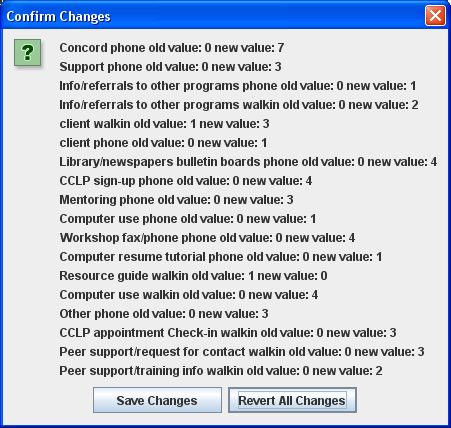 Confirm Changes
?
Concord phone old value: 0 new value: 7
Support phone old value: 0 new value: 3
Info/referrals to other programs phone old value: 0 new value: 1
Info/referrals to other programs walkin old value: 0 new value: 2
client walkin old value: 1 new value: 3
client phone old value: 0 new value: 1
Library/newspapers bulletin boards phone old value: 0 new value: 4
CCLP sign-up phone old value: 0 new value: 4
Mentoring phone old value: 0 new value: 3
Computer use phone old value: 0 new value: 1
Workshop fax/phone phone old value: 0 new value: 4
Computer resume tutorial phone old value: 0 new value: 1
Resource guide walkin old value: 1 new value: 0
Computer use walkin old value: 0 new value: 4
Other phone old value: 0 new value: 3
CCLP appointment Check-in walkin old value: 0 new value: 3
Peer support/request for contact walkin old value: 0 new value: 3
Peer support/training info walkin old value: 0 new value: 2
Save Changes Revert All Changes